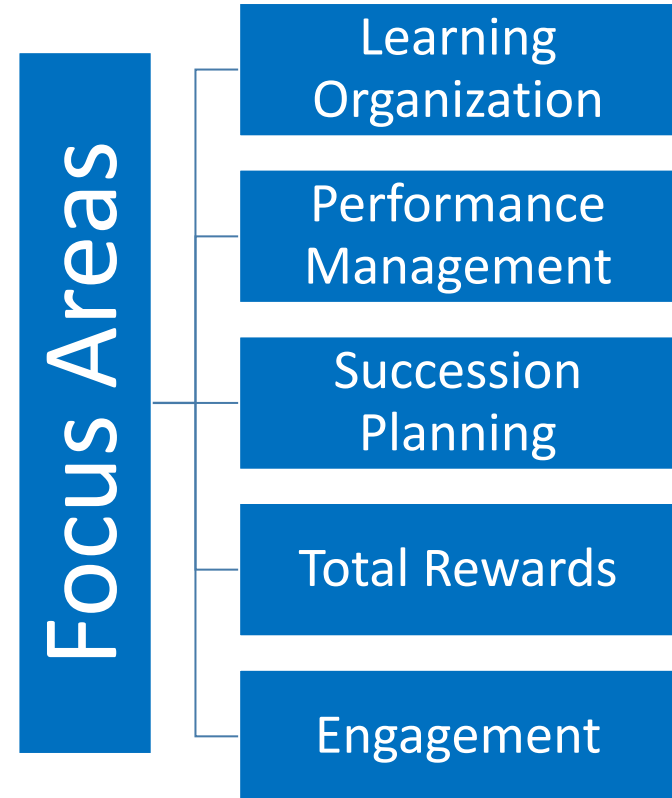 Focus Areas
Learning
Organization
Performance
Management
Succession
Planning
Total Rewards
Engagement